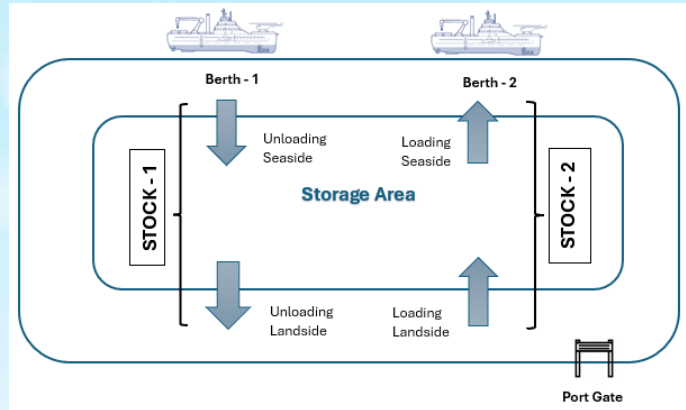 Berth - 1
Berth - 2
Unloading
Seaside
Loading
Seaside
STOCK - 1
Storage Area
STOCK - 2
Unloading
Landside
Loading
Landside
Port Gate